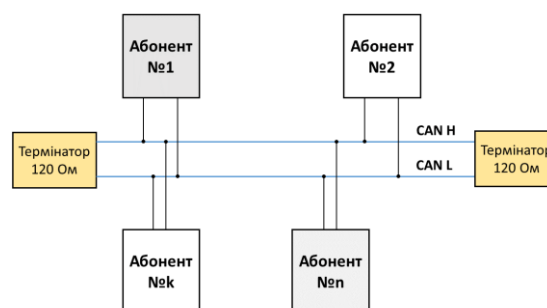 Абонент
№1
Абонент
№2
CAN H
Термінатор
120 Ом
Термінатор
120 Ом
CAN L
Абонент
№k
Абонент
№n